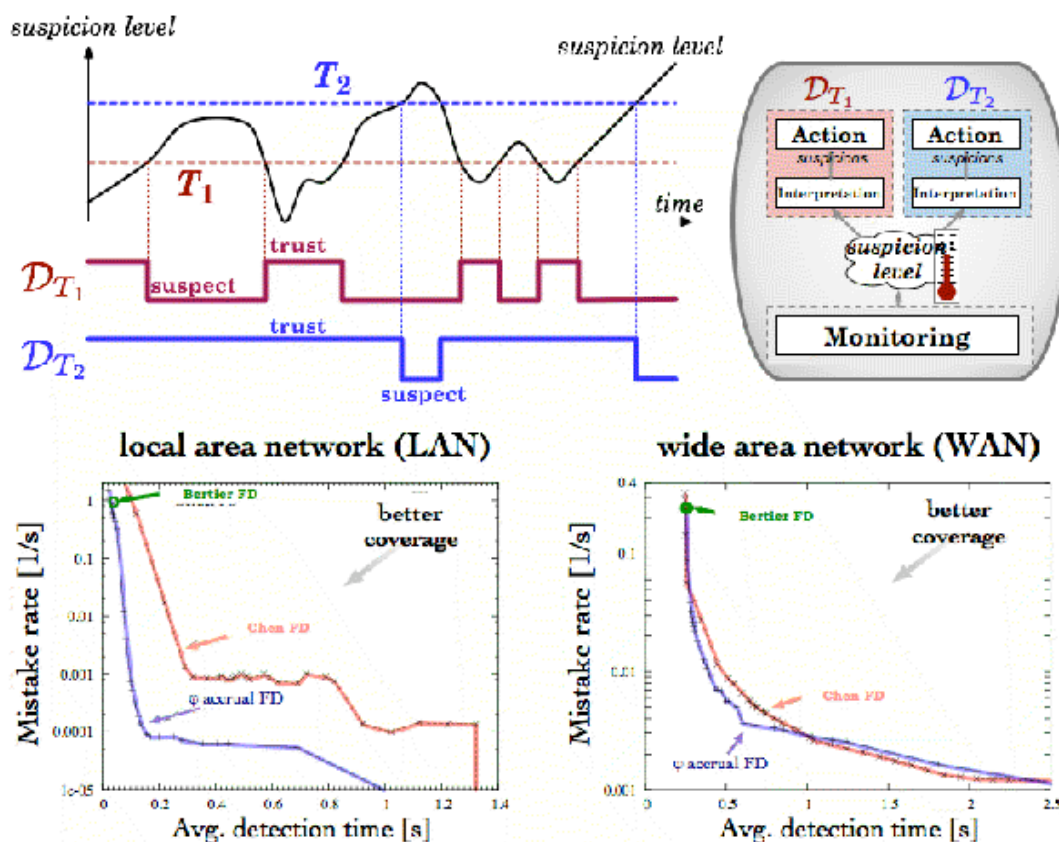 suspicion level
suspicion level
T2
T1
time
trust
DT1
suspect
trust
DT2
suspect
DT1
DT2
Action
Action
suspicions
suspicions
Interpretation
Interpretation
suspicion
level
Monitoring
local area network (LAN)
Mistake rate [1/s]
1
0.1
0.01
0.001
0.0001
1e-05
Bertier FD
better
coverage
Chen FD
φ accrual FD
0
0.2
0.4
0.6
0.8
1
1.2
1.4
Avg. detection time [s]
wide area network (WAN)
Mistake rate [1/s]
0.4
0.1
0.01
0.001
Bertier FD
better
coverage
Chen FD
φ accrual FD
0
0.5
1
1.5
2
2.5
Avg. detection time [s]